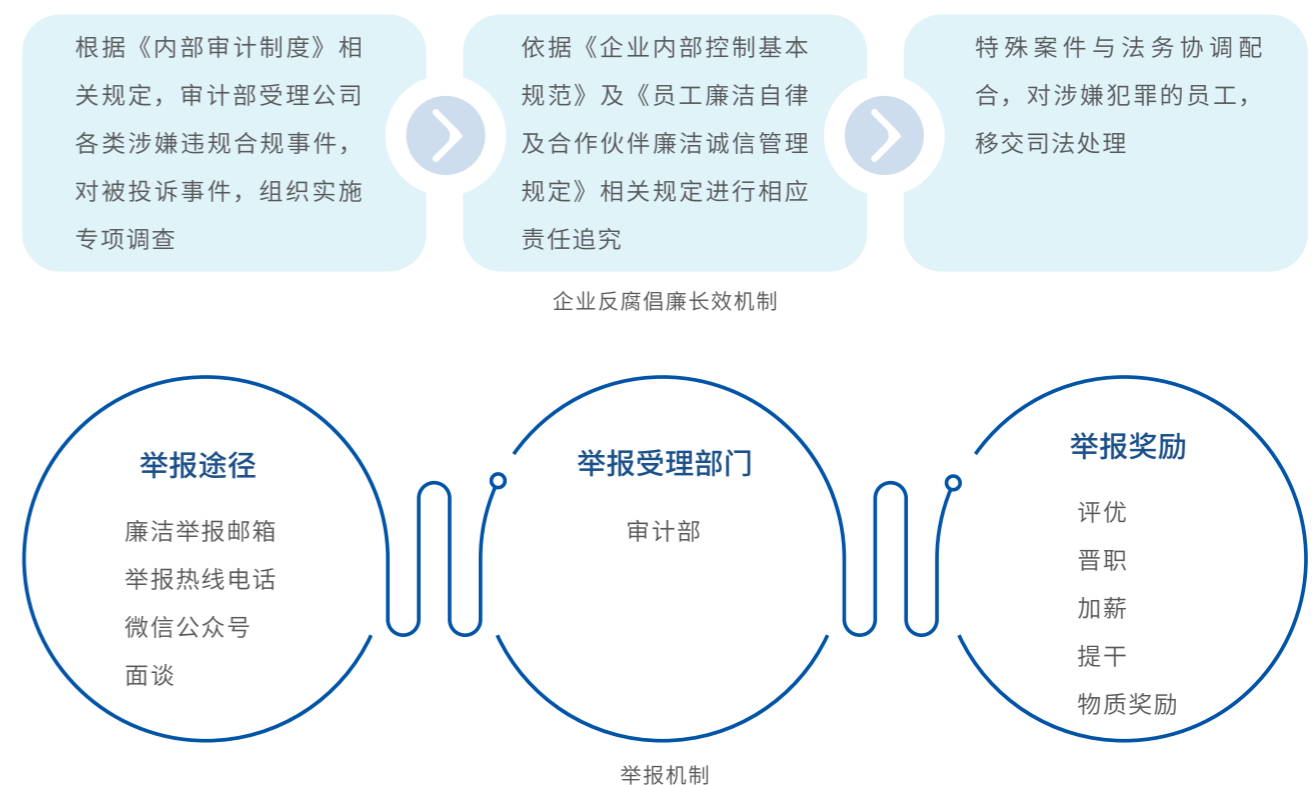 根据《内部审计制度》相
关规定，审计部受理公司
各类涉嫌违规合规事件，
对被投诉事件，组织实施
专项调查
依据《企业内部控制基本
规范》及《员工廉洁自律
及合作伙伴廉洁诚信管理
规定》相关规定进行相应
责任追究
特殊案件与法务协调配
合，对涉嫌犯罪的员工，
移交司法处理
企业反腐倡廉长效机制
举报途径
廉洁举报邮箱
举报热线电话
微信公众号
面谈
举报受理部门
审计部
举报奖励
评优
晋职
加薪
提干
物质奖励
举报机制